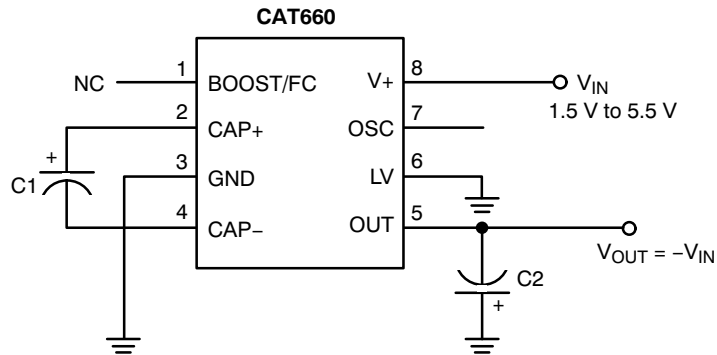 CAT660
NC 1 BOOST/FC V+ 8 V_IN
1.5 V to 5.5 V
2 CAP+ OSC 7
+
C1
3 GND LV 6
4 CAP− OUT 5
V_OUT = −V_IN
C2
+